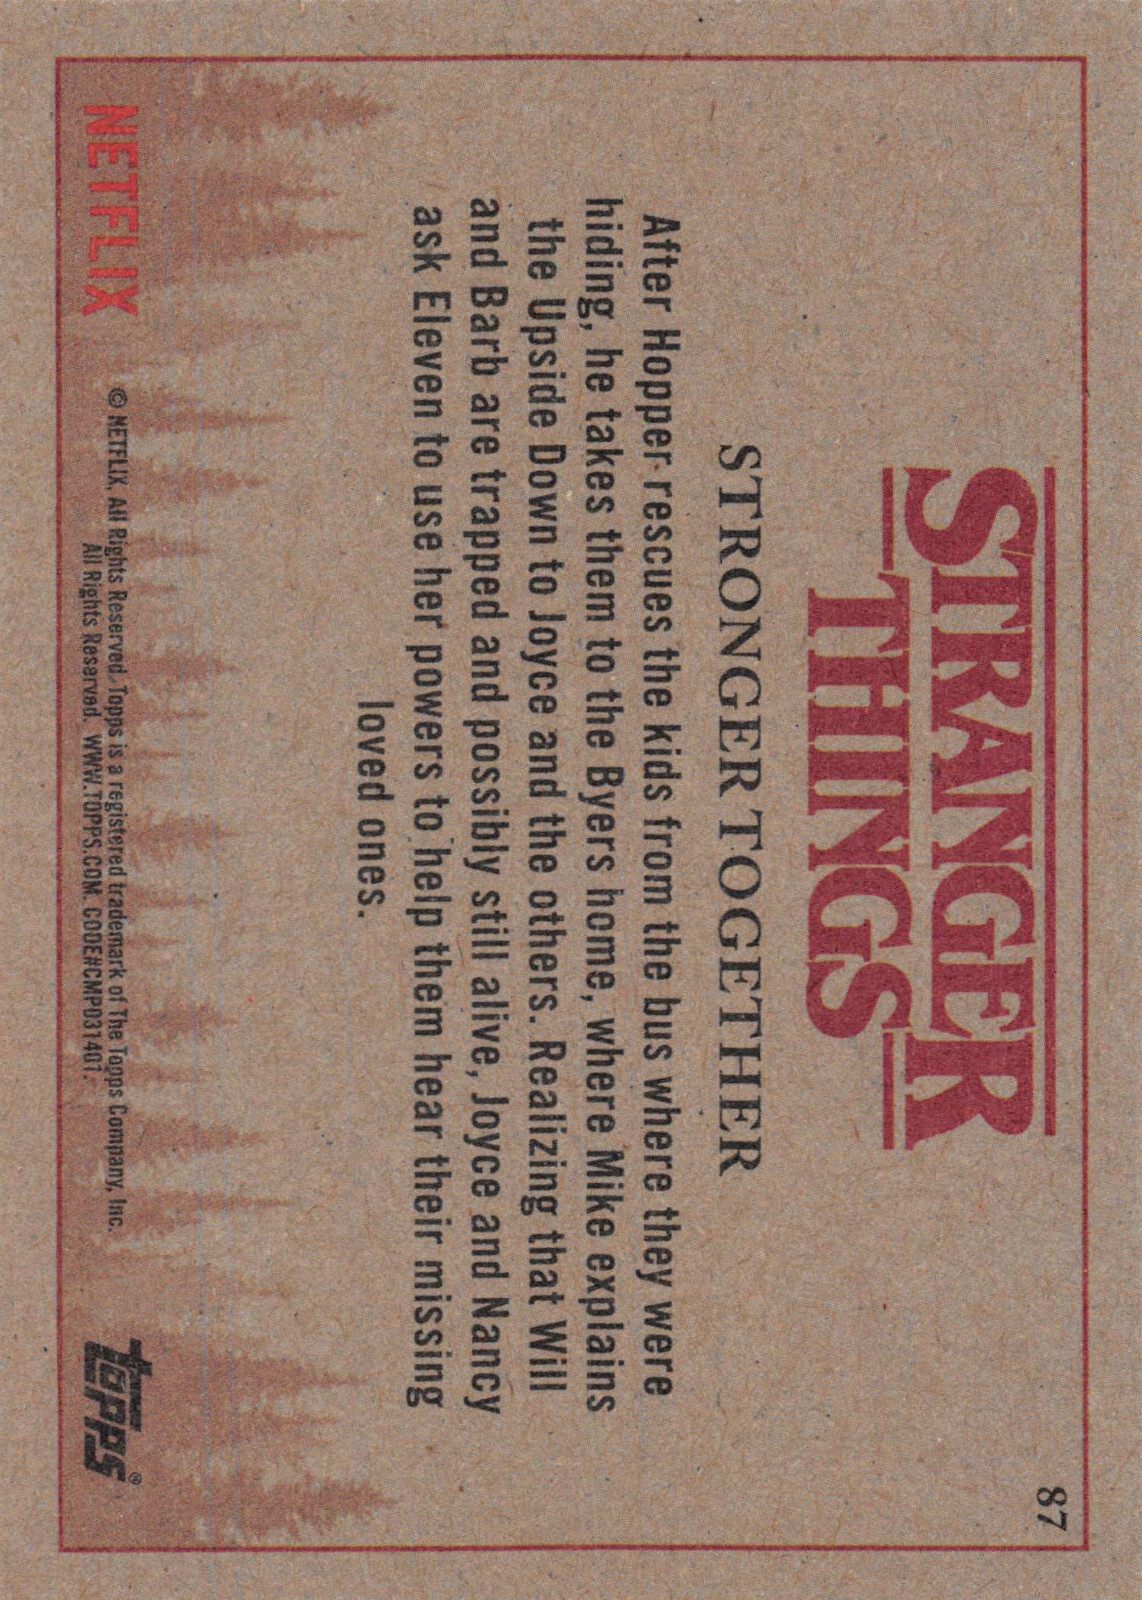 87
STRANGER
THINGS
STRONGER TOGETHER
After Hopper rescues the kids from the bus where they were
hiding, he takes them to the Byers home, where Mike explains
the Upside Down to Joyce and the others. Realizing that Will
and Barb are trapped and possibly still alive, Joyce and Nancy
ask Eleven to use her powers to help them hear their missing
loved ones.
NETFLIX
© NETFLIX, All Rights Reserved. Topps is a registered trademark of The Topps Company, Inc.
All Rights Reserved. WWW.TOPPS.COM. CODE#CMP031401.
topps®